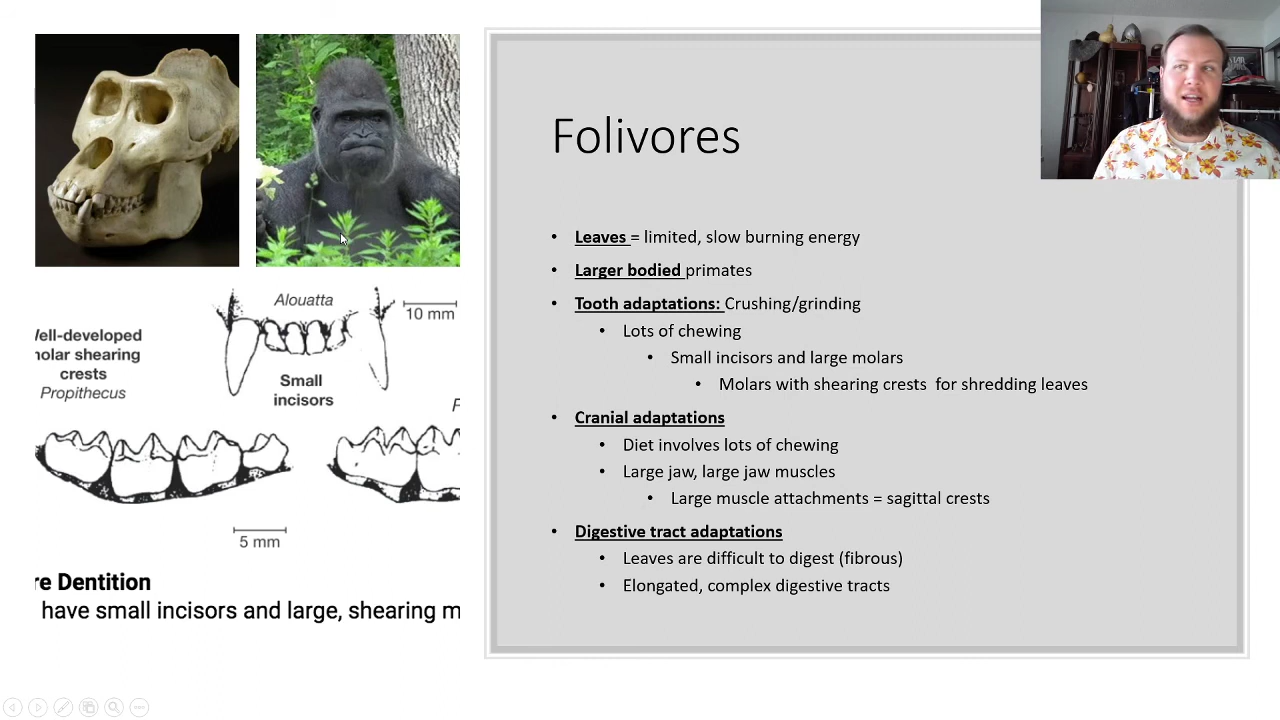 Folivores
• Leaves = limited, slow burning energy
• Larger bodied primates
• Tooth adaptations: Crushing/grinding
• Lots of chewing
• Small incisors and large molars
• Molars with shearing crests for shredding leaves
• Cranial adaptations
• Diet involves lots of chewing
• Large jaw, large jaw muscles
• Large muscle attachments = sagittal crests
• Digestive tract adaptations
• Leaves are difficult to digest (fibrous)
• Elongated, complex digestive tracts
Alouatta
10 mm
Small
incisors
ell-developed
olar shearing
crests
Propithecus
5 mm
re Dentition
have small incisors and large, shearing m